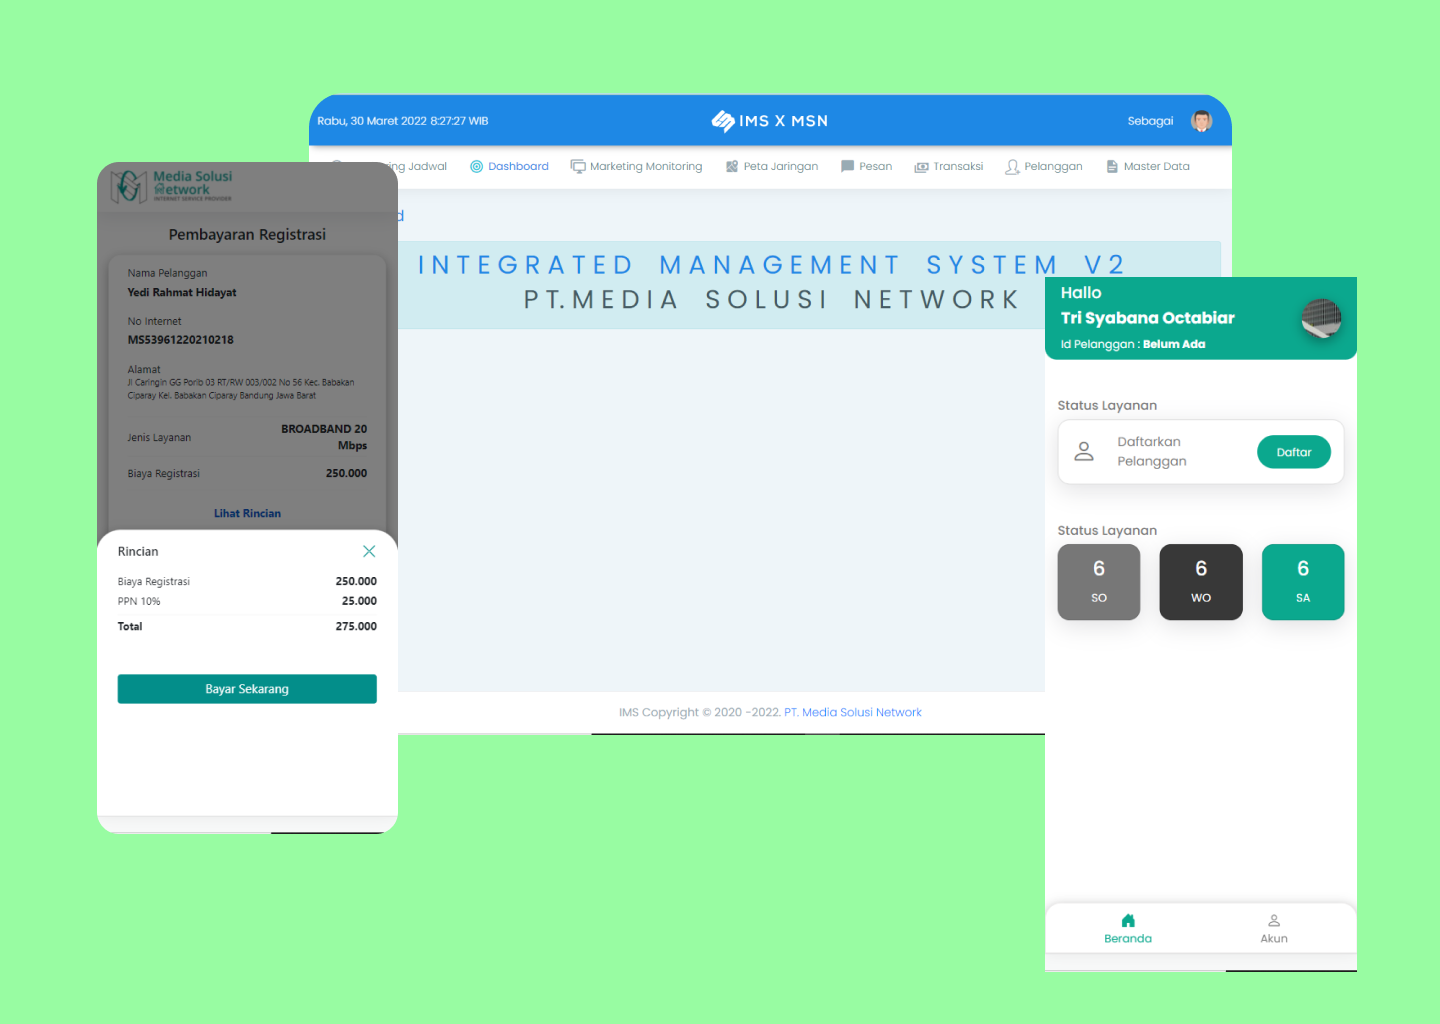 Rabu, 30 Maret 2022 8:27:27 WIB
IMS X MSN
Sebagai
ng Jadwal
Dashboard
Marketing Monitoring
Peta Jaringan
Pesan
Transaksi
Pelanggan
Master Data
d
INTEGRATED MANAGEMENT SYSTEM V2
PT.MEDIA SOLUSI NETWORK
IMS Copyright © 2020 -2022. PT. Media Solusi Network
Media Solusi
Network
INTERNET SERVICE PROVIDER
Pembayaran Registrasi
Nama Pelanggan
Yedi Rahmat Hidayat
No Internet
MS53961220210218
Alamat
Jl Caringin GG Porib 03 RT/RW 003/002 No 56 Kec. Babakan
Ciparay Kel. Babakan Ciparay Bandung Jawa Barat
Jenis Layanan
BROADBAND 20
Mbps
Biaya Registrasi 250.000
Lihat Rincian
Rincian
Biaya Registrasi 250.000
PPN 10% 25.000
Total 275.000
Bayar Sekarang
Hallo
Tri Syabana Octabiar
Id Pelanggan : Belum Ada
Status Layanan
Daftarkan
Pelanggan
Daftar
Status Layanan
6
SO
6
WO
6
SA
Beranda
Akun